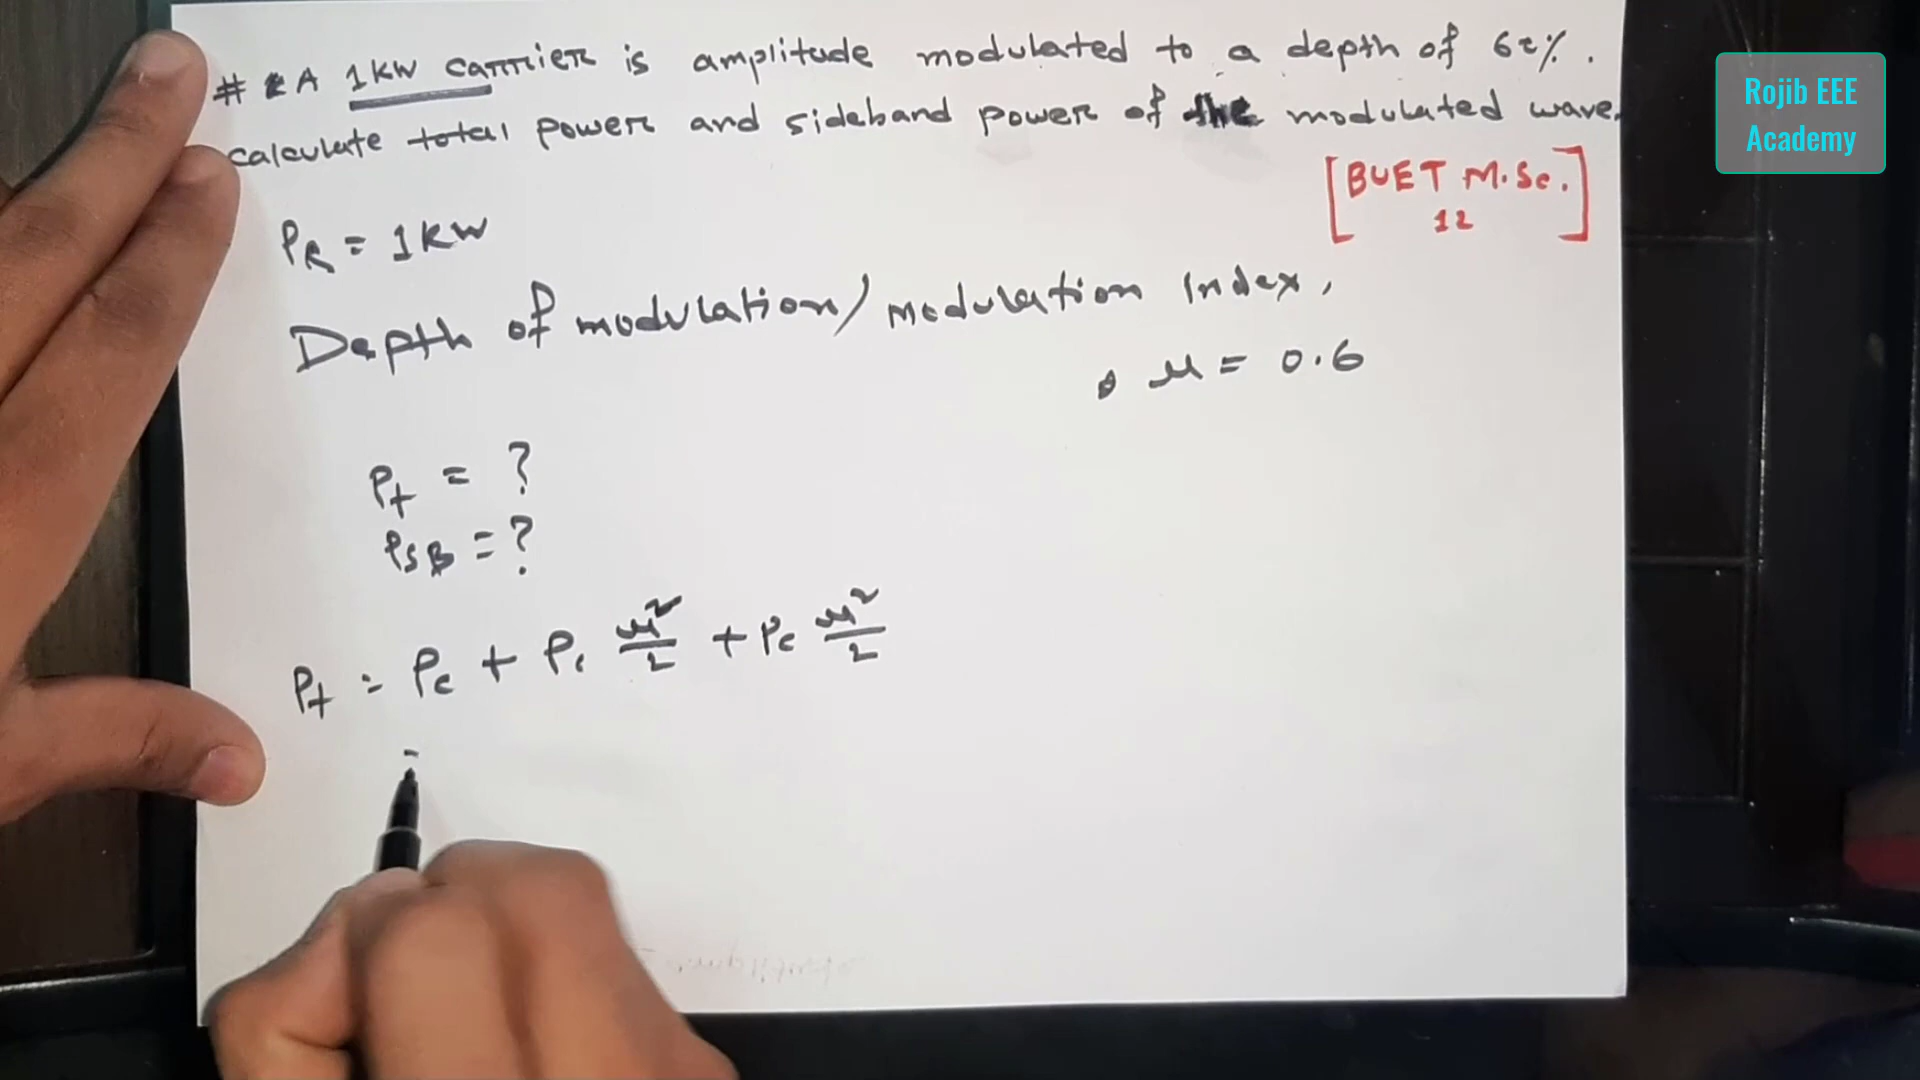 # A 1KW carrier is amplitude modulated to a depth of 60%.
calculate total power and sideband power of the modulated wave.
Rojib EEE
Academy
[BUET M.Sc.
12]
PR = 1KW
Depth of modulation/modulation Index,
μ = 0.6
Pt = ?
PSB = ?
Pt = Pc + Pc μ²/2 + Pc μ²/2
=